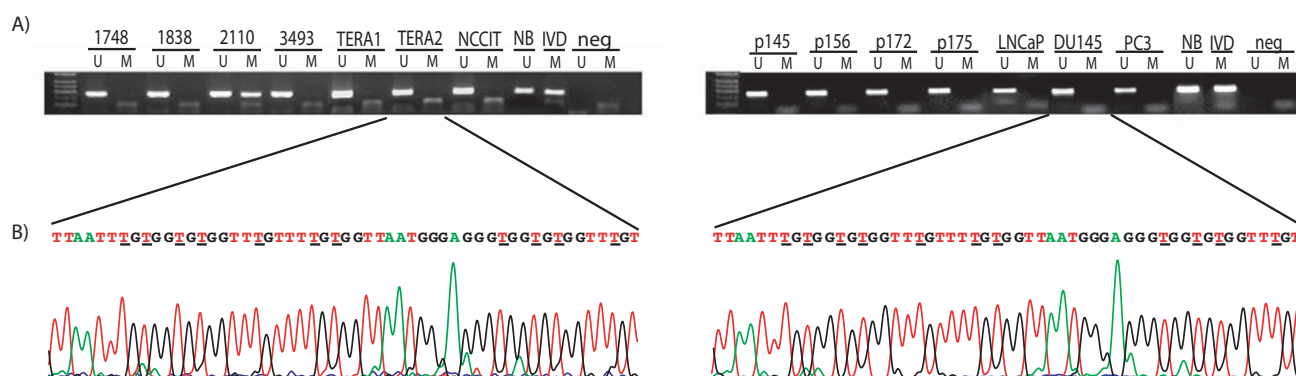 A)
1748 1838 2110 3493 TERA1 TERA2 NCCIT NB IVD neg
U M U M U M U M U M U M U M U M U M
p145 p156 p172 p175 LNCaP DU145 PC3 NB IVD neg
U M U M U M U M U M U M U M U M U M
B)
TTAATTTGTGGTGTGGTTTGTTTTGTGGTTAATGGGAGGGTGGTGTGGTTTGT
TTAATTTGTGGTGTGGTTTGTTTTGTGGTTAATGGGAGGGTGGTGTGGTTTGT